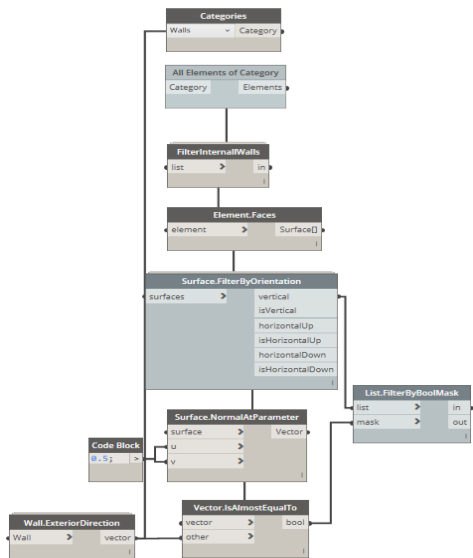 Categories
Walls Category
All Elements of Category
Category Elements
FilterInternallWalls
list > in
l
Element.Faces
element > Surface[]
l
Surface.FilterByOrientation
surfaces > vertical
isVertical
horizontalUp
isHorizontalUp
horizontalDown
isHorizontalDown
l
List.FilterByBoolMask
list > in
mask > out
l
Surface.NormalAtParameter
surface > Vector
u >
v >
l
Code Block
0.5; >
Vector.IsAlmostEqualTo
vector > bool
other >
l
Wall.ExteriorDirection
Wall > vector
l